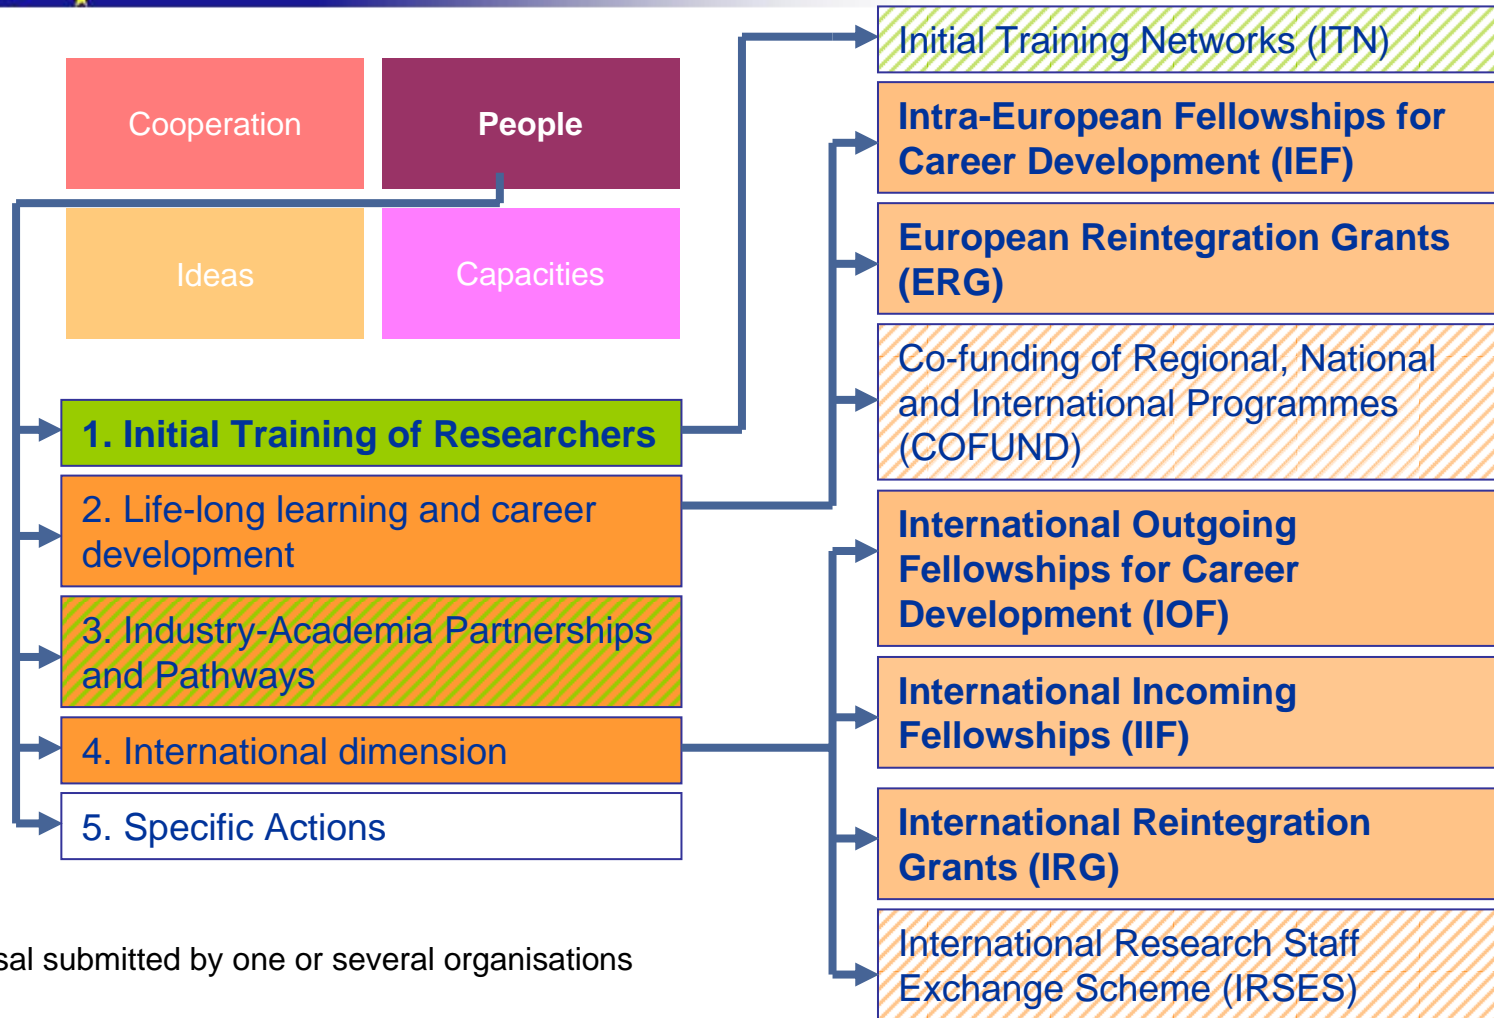 Cooperation
People
Ideas
Capacities
1. Initial Training of Researchers
2. Life-long learning and career
development
3. Industry-Academia Partnerships
and Pathways
4. International dimension
5. Specific Actions
submitted by one or several organisations
Initial Training Networks (ITN)
Intra-European Fellowships for
Career Development (IEF)
European Reintegration Grants
(ERG)
Co-funding of Regional, National
and International Programmes
(COFUND)
International Outgoing
Fellowships for Career
Development (IOF)
International Incoming
Fellowships (IIF)
International Reintegration
Grants (IRG)
International Research Staff
Exchange Scheme (IRSES)